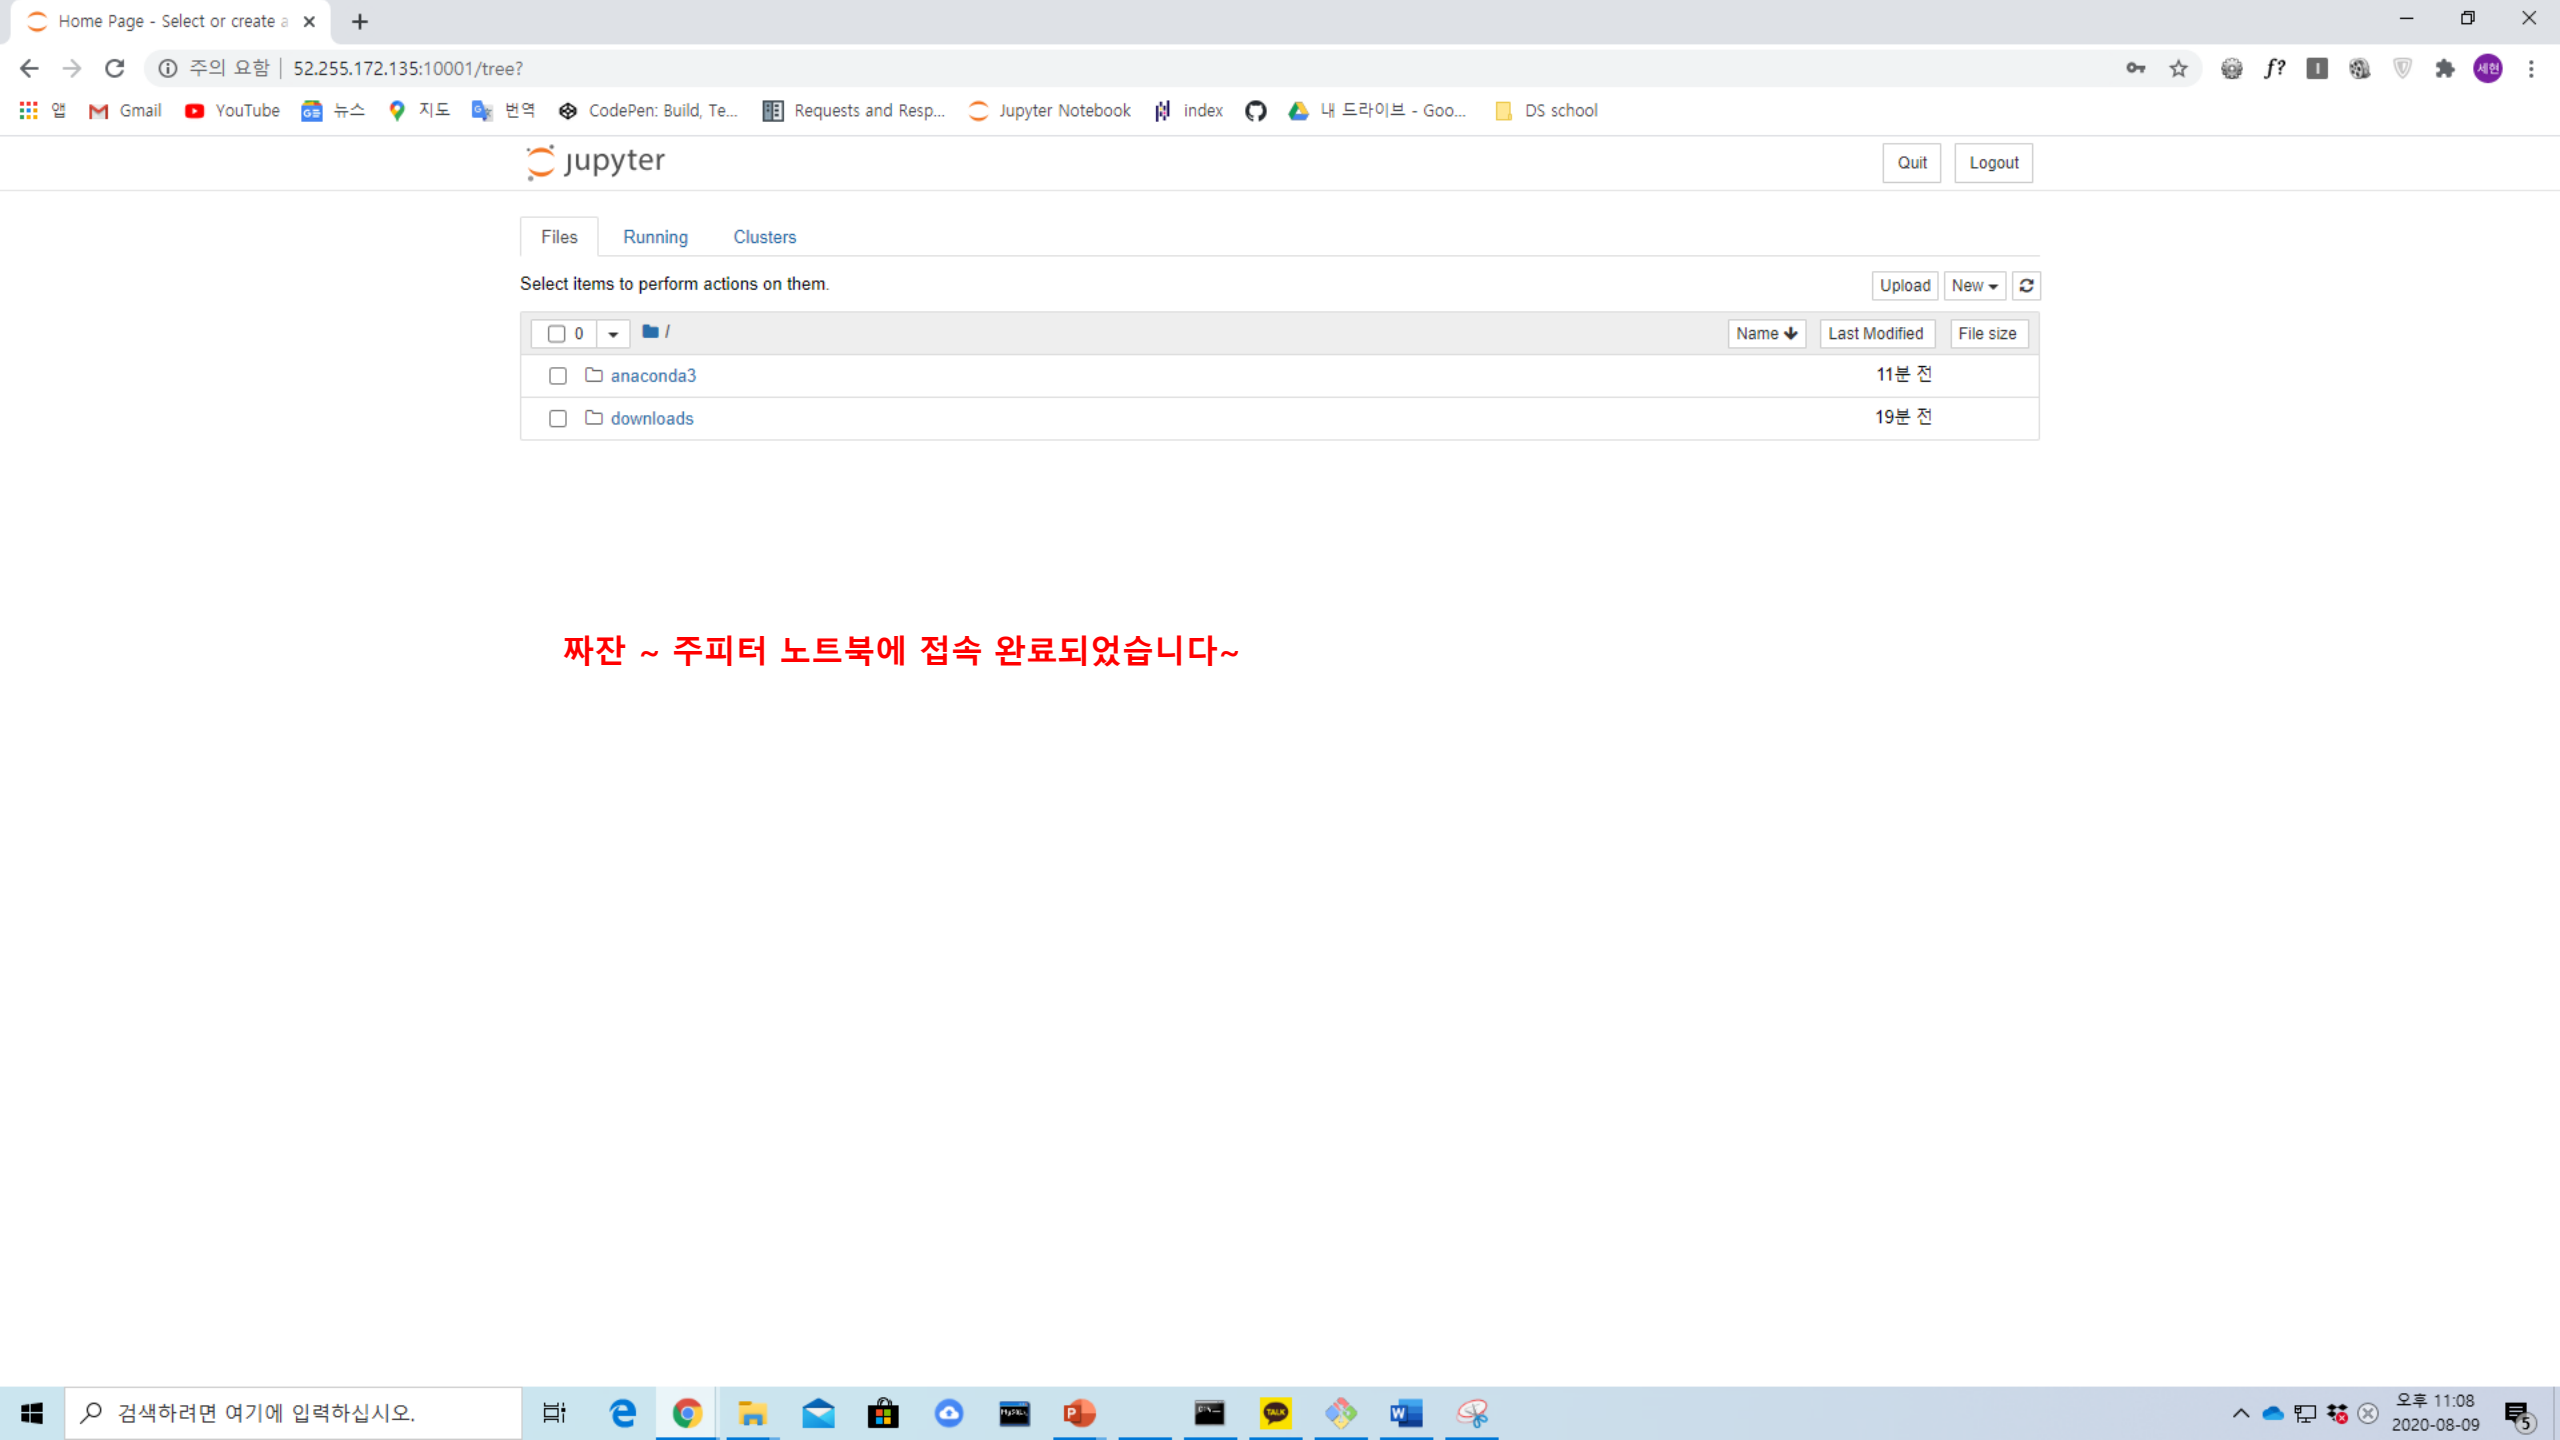 Home Page - Select or create a
주의 요함 | 52.255.172.135:10001/tree?
f?
세현
앱 Gmail YouTube 뉴스 지도 번역 CodePen: Build, Te... Requests and Resp... Jupyter Notebook index 내 드라이브 - Goo... DS school
jupyter Quit Logout
Files Running Clusters
Select items to perform actions on them. Upload New
0 / Name Last Modified File size
anaconda3 11분 전
downloads 19분 전
짜잔 ~ 주피터 노트북에 접속 완료되었습니다~
검색하려면 여기에 입력하십시오.
MySQL
TALK
오후 11:08
2020-08-09
5